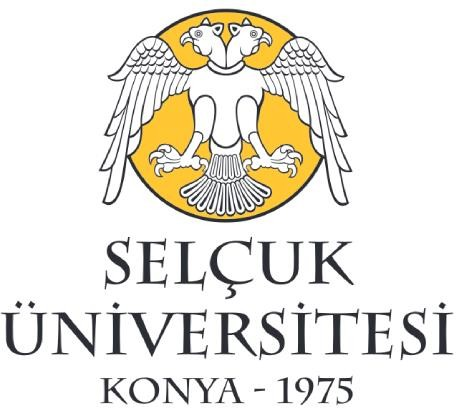 SELÇUK
ÜNİVERSİTESİ
KONYA - 1975